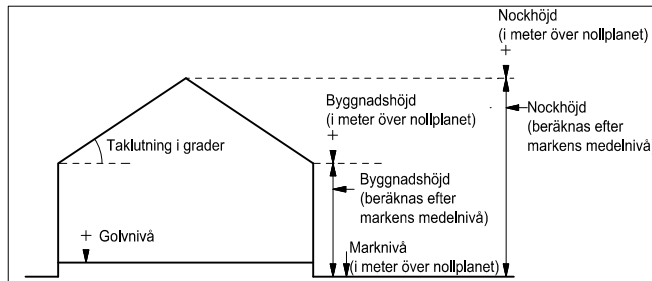 Nockhöjd
(i meter över nollplanet)
+
Byggnadshöjd
(i meter över nollplanet)
+
Nockhöjd
(beräknas efter
markens medelnivå)
Taklutning i grader
Byggnadshöjd
(beräknas efter
markens medelnivå)
+ Golvnivå
Marknivå
(i meter över nollplanet)